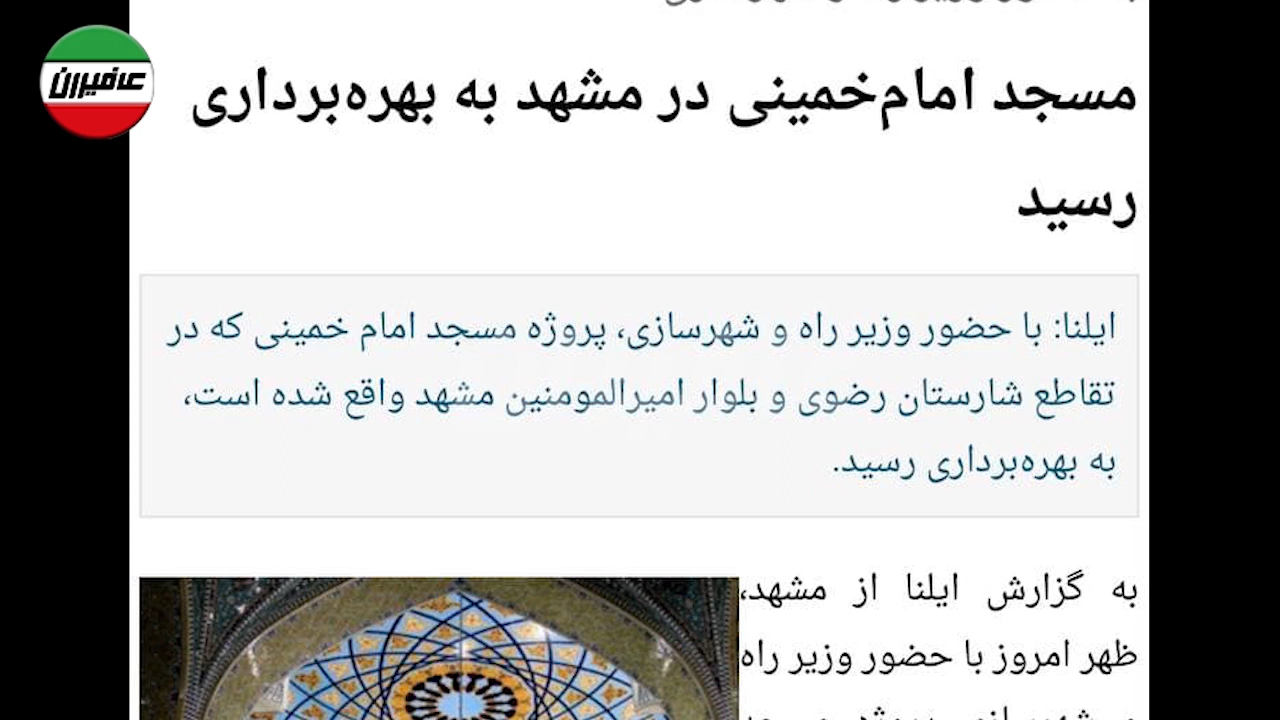 عافیران
مسجد امام‌خمینی در مشهد به بهره‌برداری
رسید
ایلنا: با حضور وزیر راه و شهرسازی، پروژه مسجد امام خمینی که در
تقاطع شارستان رضوی و بلوار امیرالمومنین مشهد واقع شده است،
به بهره‌برداری رسید.
به گزارش ایلنا از مشهد،
ظهر امروز با حضور وزیر راه